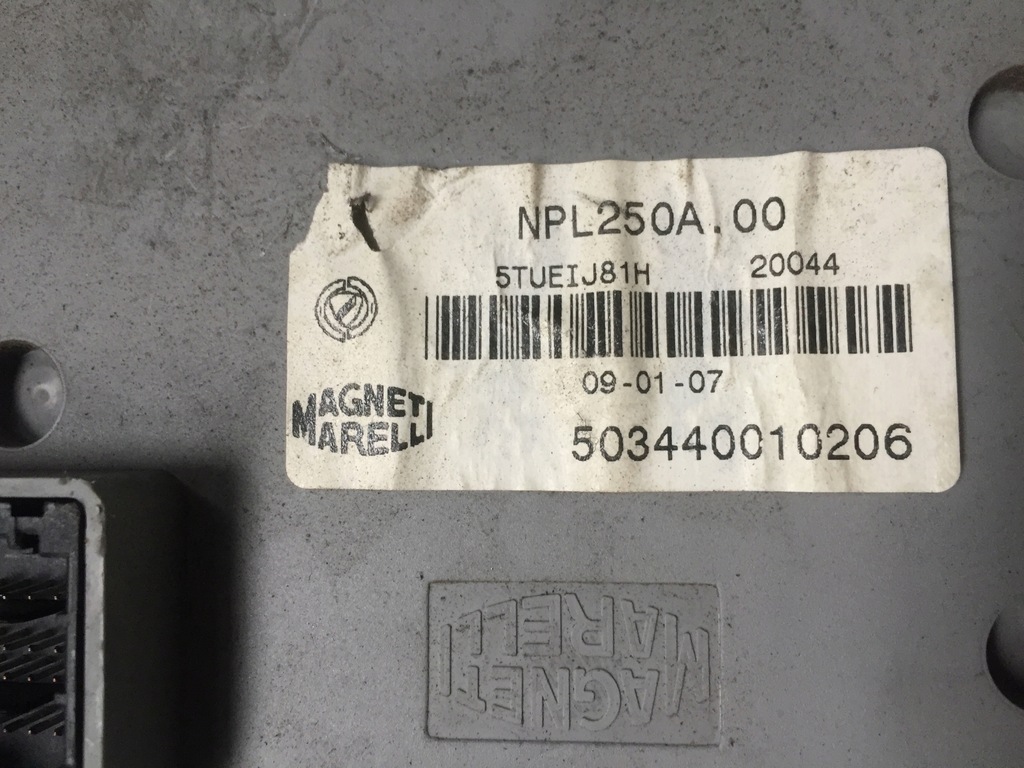 NPL250A.00
5TUEIJ81H 20044
09-01-07
503440010206
MAGNETI
MARELLI
MAGNETI
MARELLI